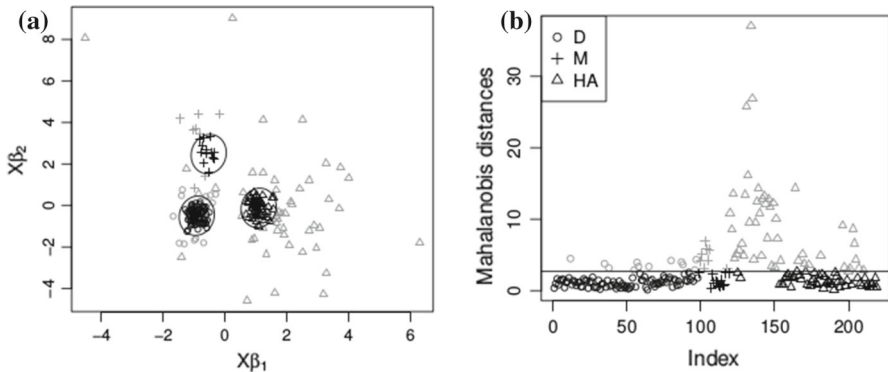 (a)
Xβ₂
8
6
4
2
0
−2
−4
−4 −2 0 2 4 6
Xβ₁
(b)
D
M
HA
Mahalanobis distances
30
20
10
0
0 50 100 150 200
Index